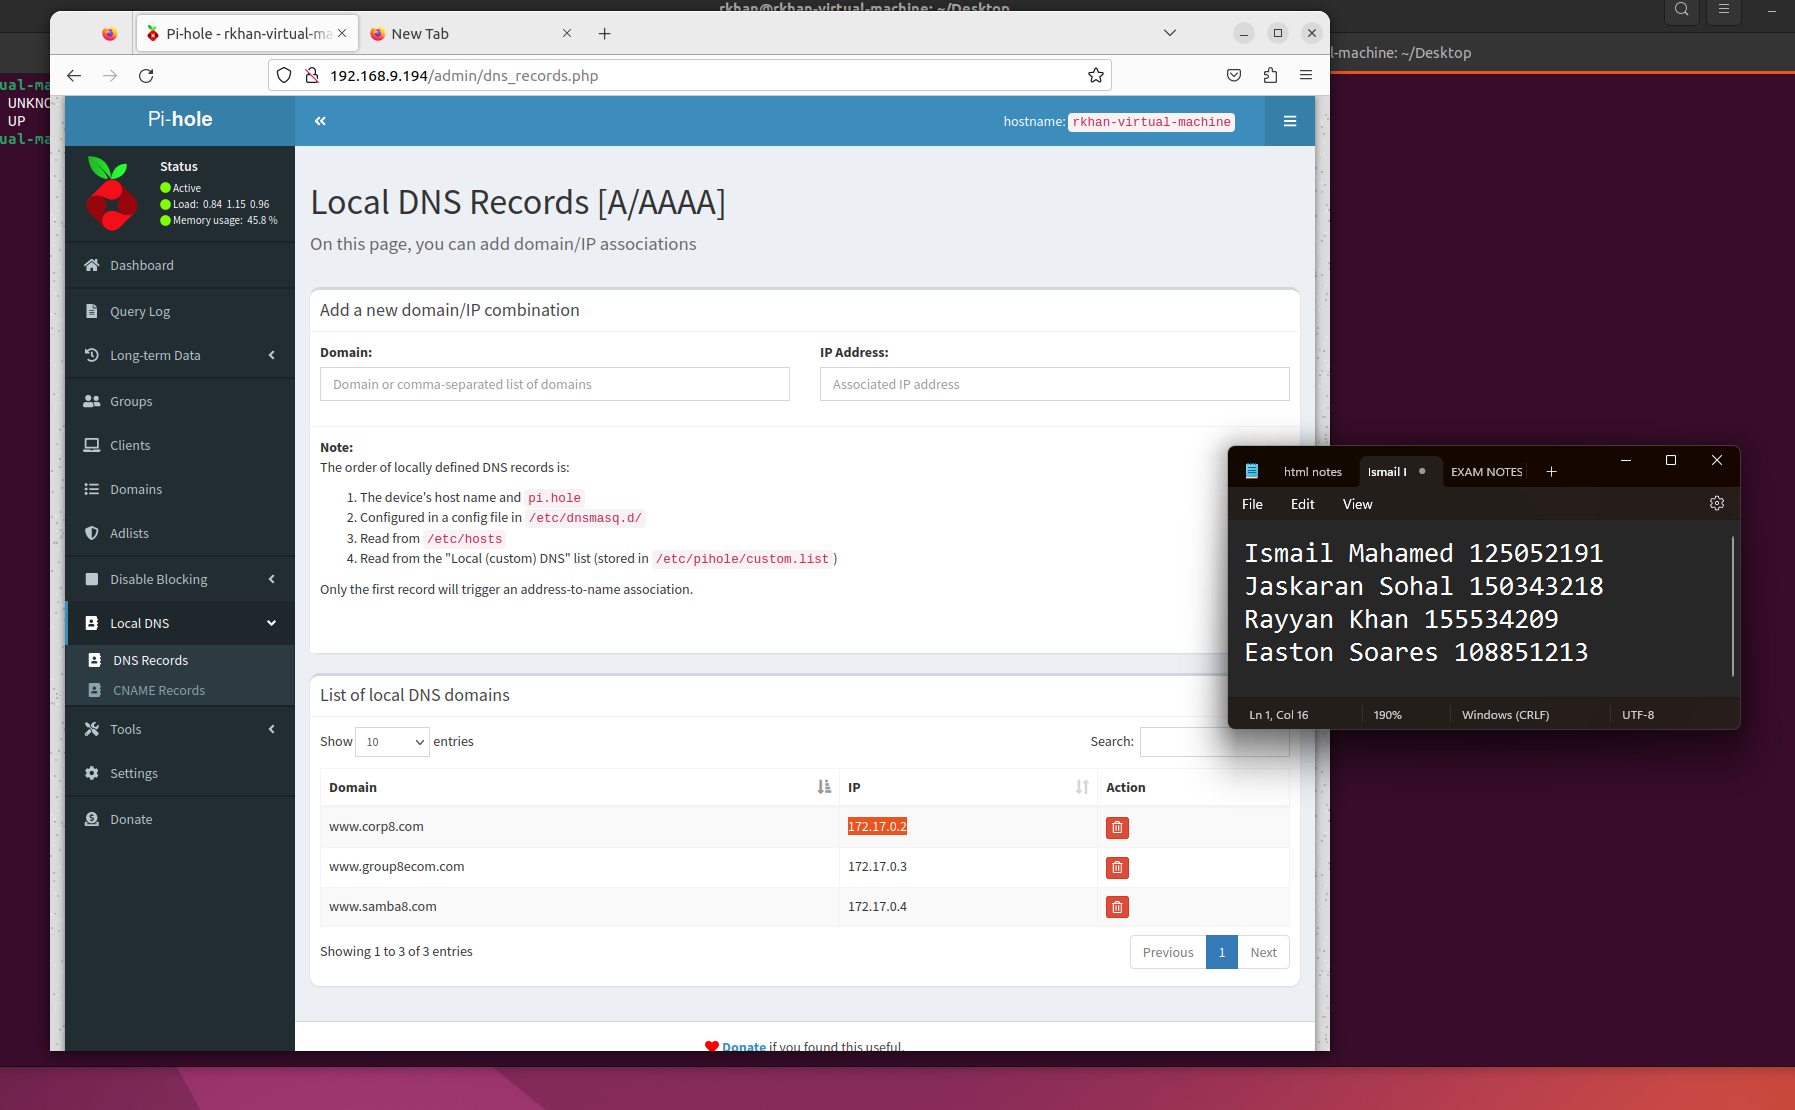 rkhan@rkhan-virtual-machine: ~/Desktop
l-machine: ~/Desktop
ual-ma
UNKNO
UP
ual-ma
Pi-hole - rkhan-virtual-ma
New Tab
192.168.9.194/admin/dns_records.php
Pi-hole
hostname: rkhan-virtual-machine
Status
Active
Load: 0.84 1.15 0.96
Memory usage: 45.8 %
Dashboard
Query Log
Long-term Data
Groups
Clients
Domains
Adlists
Disable Blocking
Local DNS
DNS Records
CNAME Records
Tools
Settings
Donate
Local DNS Records [A/AAAA]
On this page, you can add domain/IP associations
Add a new domain/IP combination
Domain: IP Address:
Domain or comma-separated list of domains Associated IP address
Note:
The order of locally defined DNS records is:
1. The device's host name and pi.hole
2. Configured in a config file in /etc/dnsmasq.d/
3. Read from /etc/hosts
4. Read from the "Local (custom) DNS" list (stored in /etc/pihole/custom.list )
Only the first record will trigger an address-to-name association.
List of local DNS domains
Show 10 entries Search:
Domain IP Action
www.corp8.com 172.17.0.2
www.group8ecom.com 172.17.0.3
www.samba8.com 172.17.0.4
Showing 1 to 3 of 3 entries Previous 1 Next
Donate if you found this useful.
html notes Ismail I EXAM NOTES
File Edit View
Ismail Mahamed 125052191
Jaskaran Sohal 150343218
Rayyan Khan 155534209
Easton Soares 108851213
Ln 1, Col 16 190% Windows (CRLF) UTF-8